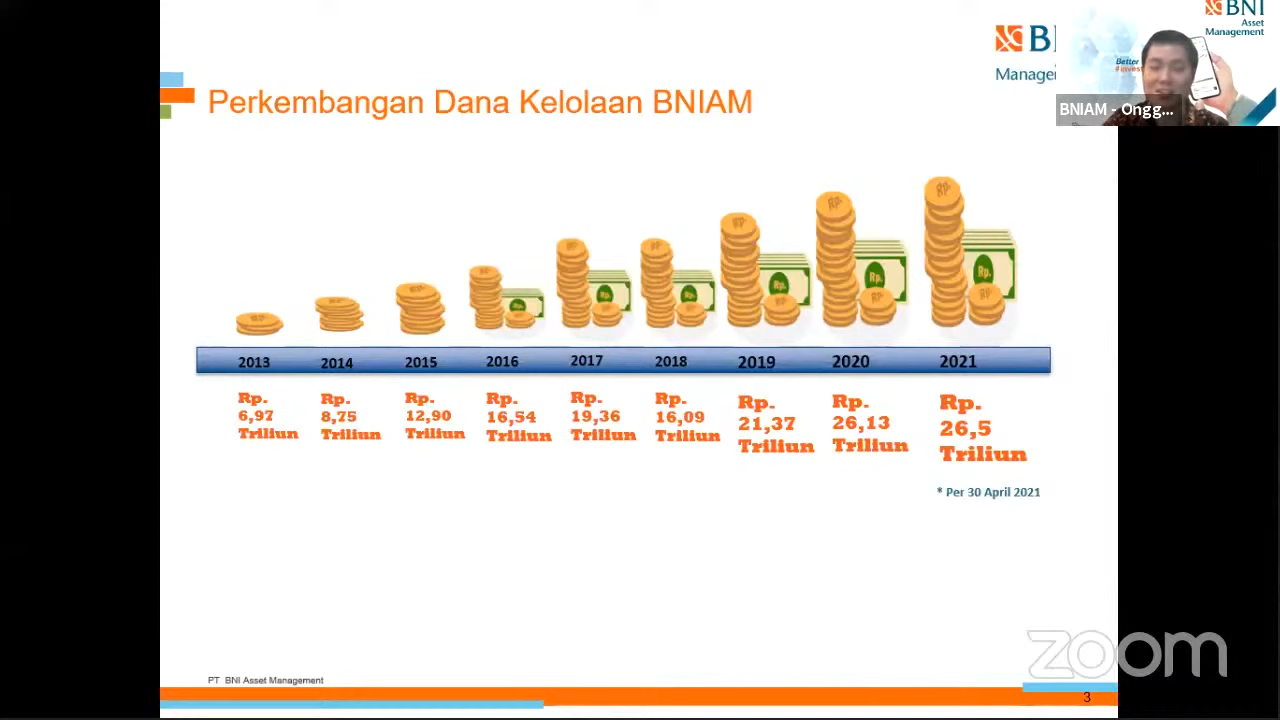 BNI
Asset
Management
B
Manage
Better
BNIAM - Ongg...
Perkembangan Dana Kelolaan BNIAM
2013 2014 2015 2016 2017 2018 2019 2020 2021
Rp. 6,97 Triliun
Rp. 8,75 Triliun
Rp. 12,90 Triliun
Rp. 16,54 Triliun
Rp. 19,36 Triliun
Rp. 16,09 Triliun
Rp. 21,37 Triliun
Rp. 26,13 Triliun
Rp. 26,5 Triliun
* Per 30 April 2021
zoom
PT BNI Asset Management
3